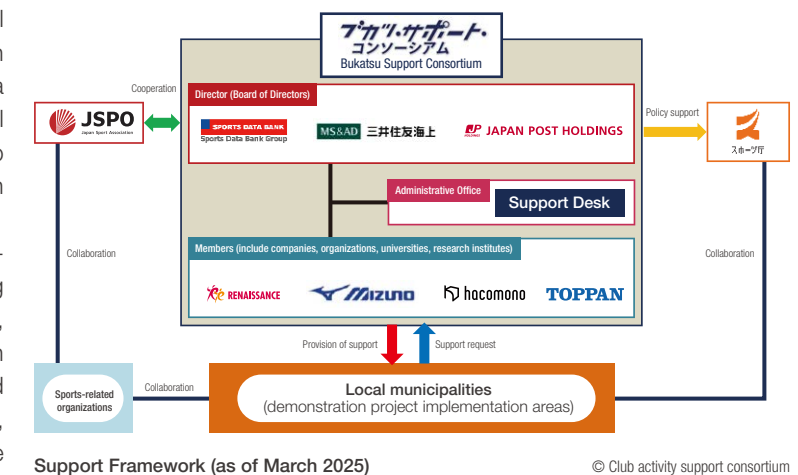 ブカツ・サポート・
コンソーシアム
Bukatsu Support Consortium
Cooperation
Director (Board of Directors)
JSPO
Japan Sport Association
SPORTS DATA BANK
Sports Data Bank Group
MS&AD 三井住友海上
JP HOLDINGS JAPAN POST HOLDINGS
Policy support
スポーツ庁
Administrative Office
Support Desk
Members (include companies, organizations, universities, research institutes)
Collaboration
Collaboration
RENAISSANCE
MIZUNO
hacomono
TOPPAN
Provision of support
Support request
Sports-related
organizations
Collaboration
Local municipalities
(demonstration project implementation areas)
Support Framework (as of March 2025)
© Club activity support consortium